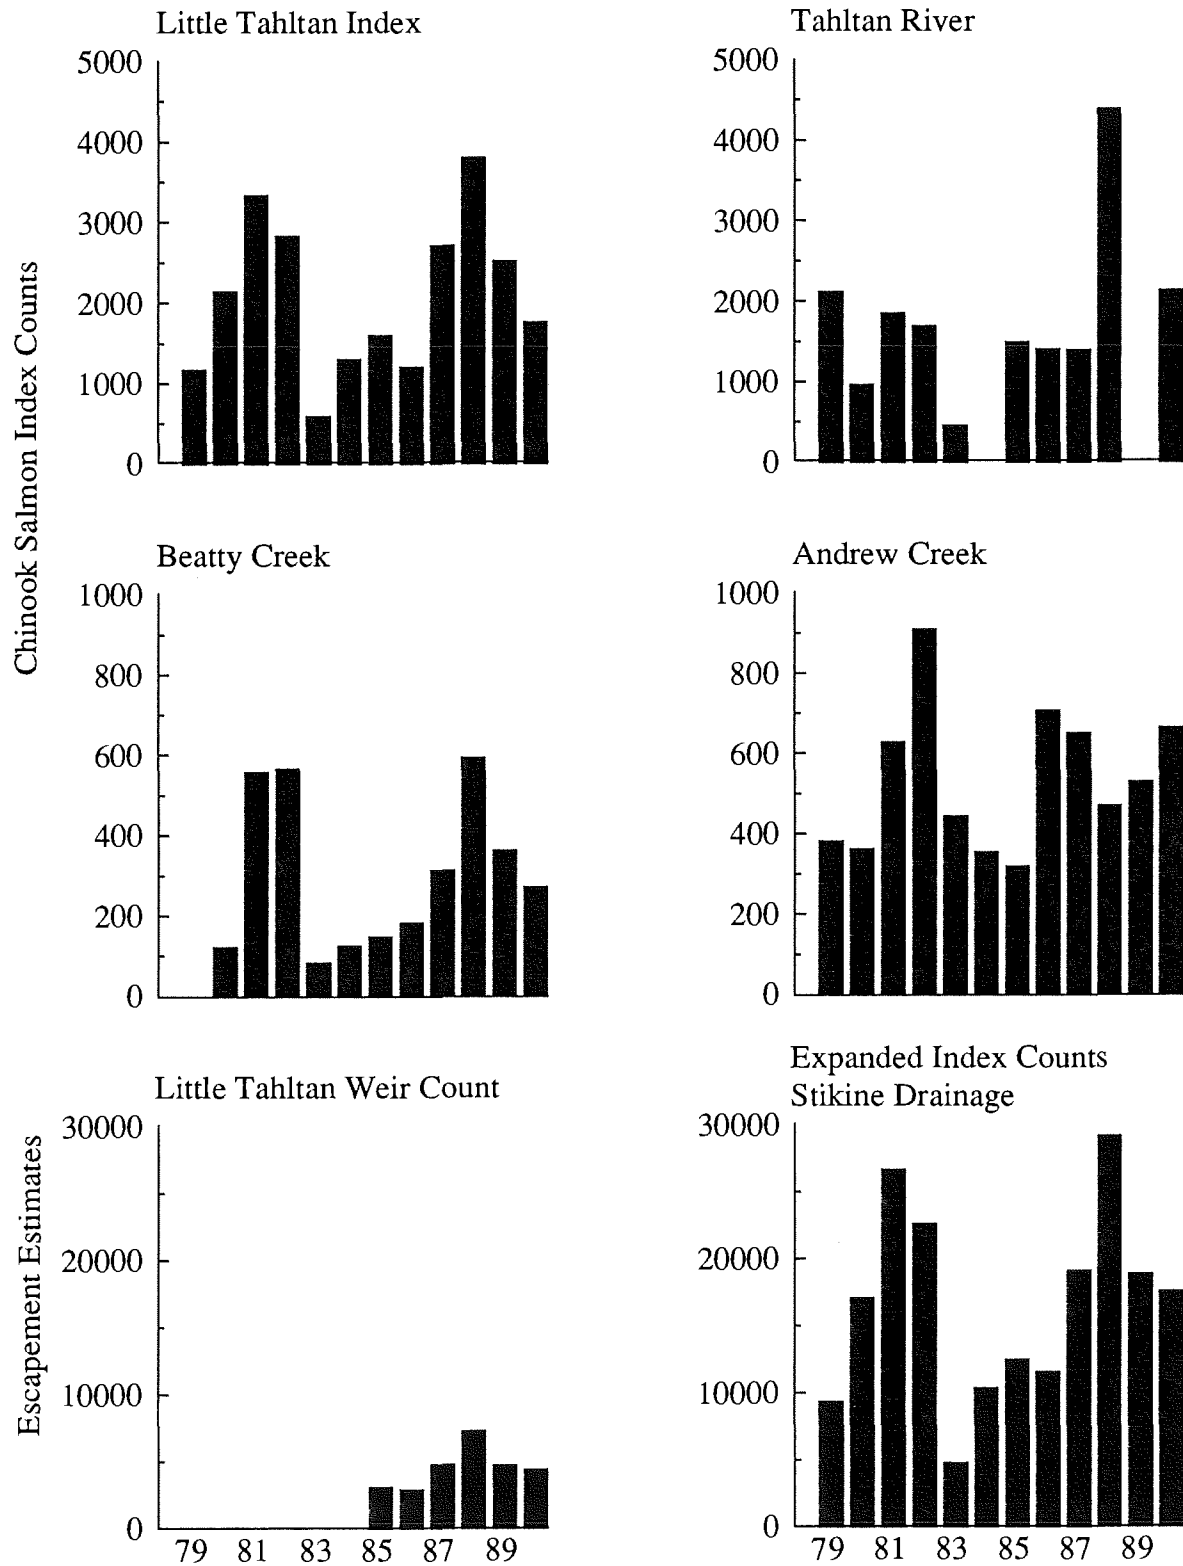 Little Tahltan Index
5000
4000
3000
2000
1000
0
Tahltan River
5000
4000
3000
2000
1000
0
Chinook Salmon Index Counts
Beatty Creek
1000
800
600
400
200
0
Andrew Creek
1000
800
600
400
200
0
Little Tahltan Weir Count
30000
20000
10000
0
79 81 83 85 87 89
Escapement Estimates
Expanded Index Counts
Stikine Drainage
30000
20000
10000
0
79 81 83 85 87 89